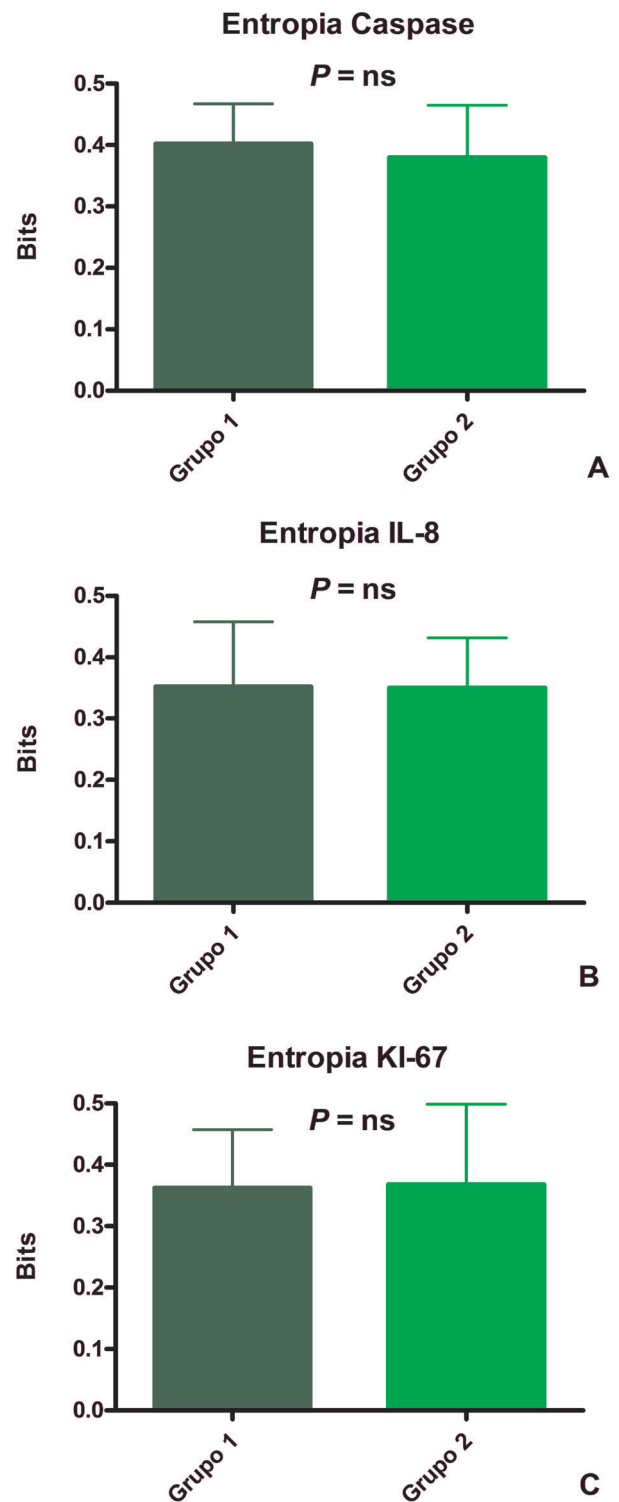 Entropia Caspase
P = ns
0.5
0.4
0.3
0.2
0.1
0.0
Bits
Grupo 1
Grupo 2
A
Entropia IL-8
P = ns
0.5
0.4
0.3
0.2
0.1
0.0
Bits
Grupo 1
Grupo 2
B
Entropia KI-67
P = ns
0.5
0.4
0.3
0.2
0.1
0.0
Bits
Grupo 1
Grupo 2
C